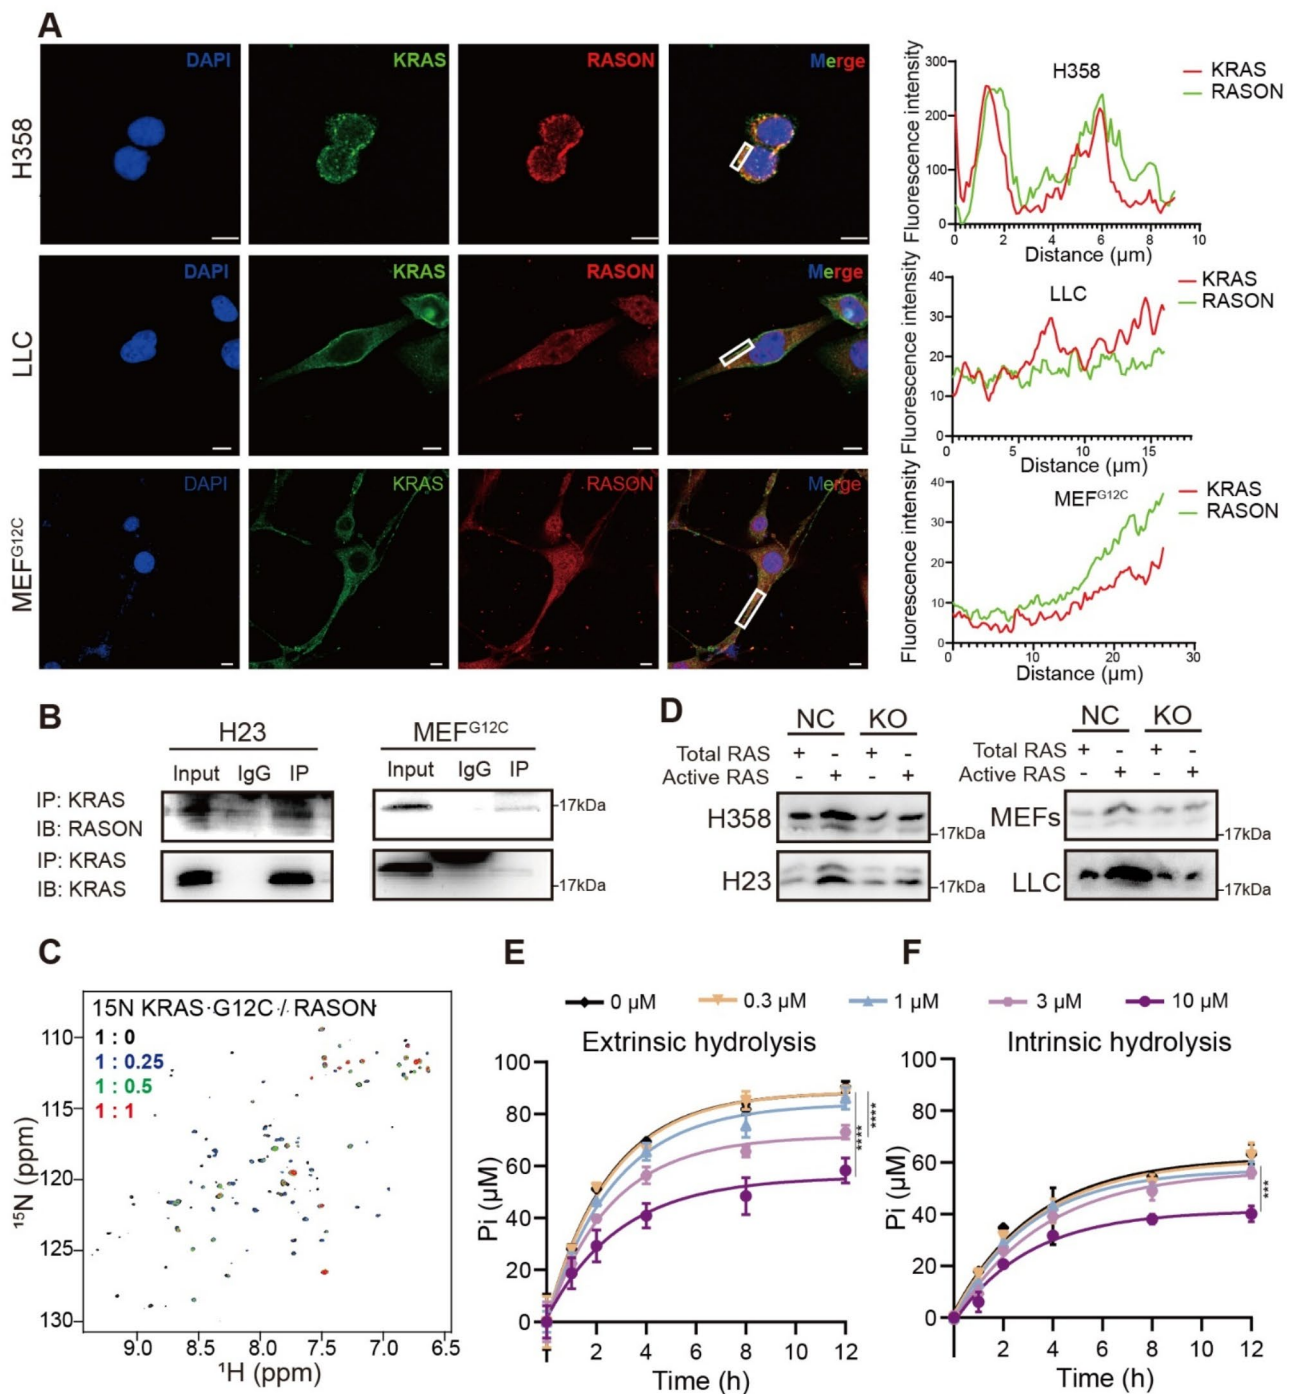 A
DAPI
KRAS
RASON
Merge
H358
Fluorescence intensity
300
200
100
0
H358
KRAS
RASON
0 2 4 6 8 10
Distance (µm)
DAPI
KRAS
RASON
Merge
LLC
Fluorescence intensity
40
30
20
10
0
LLC
KRAS
RASON
0 5 10 15
Distance (µm)
DAPI
KRAS
RASON
Merge
MEFG12C
Fluorescence intensity
40
30
20
10
0
MEFG12C
KRAS
RASON
0 10 20 30
Distance (µm)
B
H23
MEFG12C
Input IgG IP
Input IgG IP
IP: KRAS
IB: RASON
-17kDa
IP: KRAS
IB: KRAS
-17kDa
D
NC KO
Total RAS + - + -
Active RAS - + - +
H358
-17kDa
H23
-17kDa
NC KO
Total RAS + - + -
Active RAS - + - +
MEFs
-17kDa
LLC
-17kDa
C
15N KRAS·G12C·/ RASON
1 : 0
1 : 0.25
1 : 0.5
1 : 1
110
115
120
125
130
15N (ppm)
9.0 8.5 8.0 7.5 7.0 6.5
1H (ppm)
E
F
0 µM
0.3 µM
1 µM
3 µM
10 µM
Extrinsic hydrolysis
100
80
60
40
20
0
Pi (µM)
2 4 6 8 10 12
Time (h)
****
****
Intrinsic hydrolysis
100
80
60
40
20
0
Pi (µM)
2 4 6 8 10 12
Time (h)
***